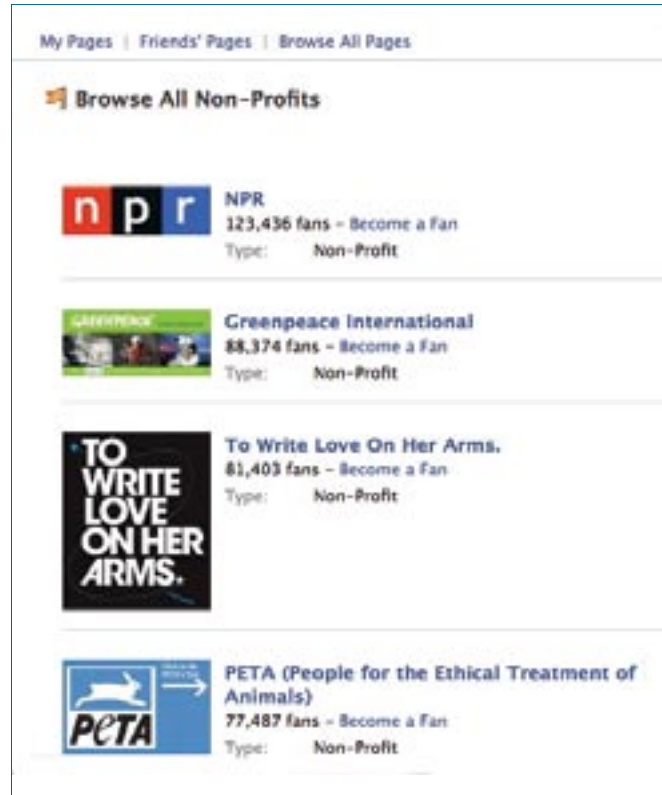 My Pages | Friends' Pages | Browse All Pages
Browse All Non-Profits
npr
NPR
123,436 fans – Become a Fan
Type: Non-Profit
GREENPEACE
Greenpeace International
88,374 fans – Become a Fan
Type: Non-Profit
TO
WRITE
LOVE
ON HER
ARMS.
To Write Love On Her Arms.
81,403 fans – Become a Fan
Type: Non-Profit
PeTA
PETA (People for the Ethical Treatment of
Animals)
77,487 fans – Become a Fan
Type: Non-Profit